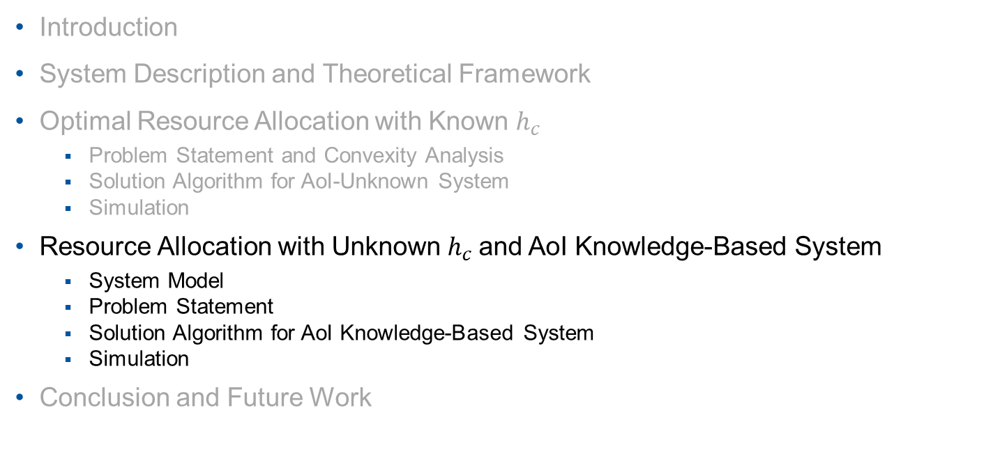 • Introduction
• System Description and Theoretical Framework
• Optimal Resource Allocation with Known h_c
▪ Problem Statement and Convexity Analysis
▪ Solution Algorithm for AoI-Unknown System
▪ Simulation
• Resource Allocation with Unknown h_c and AoI Knowledge-Based System
▪ System Model
▪ Problem Statement
▪ Solution Algorithm for AoI Knowledge-Based System
▪ Simulation
• Conclusion and Future Work